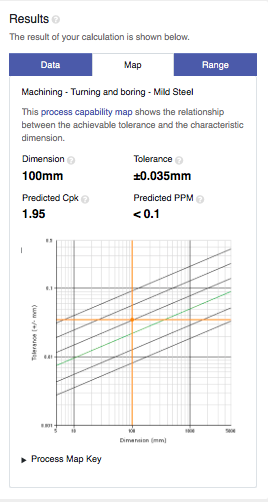 Results
The result of your calculation is shown below.
Data
Map
Range
Machining - Turning and boring - Mild Steel
This process capability map shows the relationship
between the achievable tolerance and the characteristic
dimension.
Dimension ?
Tolerance ?
100mm
±0.035mm
Predicted Cpk ?
Predicted PPM ?
1.95
< 0.1
0.5
0.1
0.01
0.001
Tolerance (+/- mm)
5
10
100
1000
5000
Dimension (mm)
Process Map Key